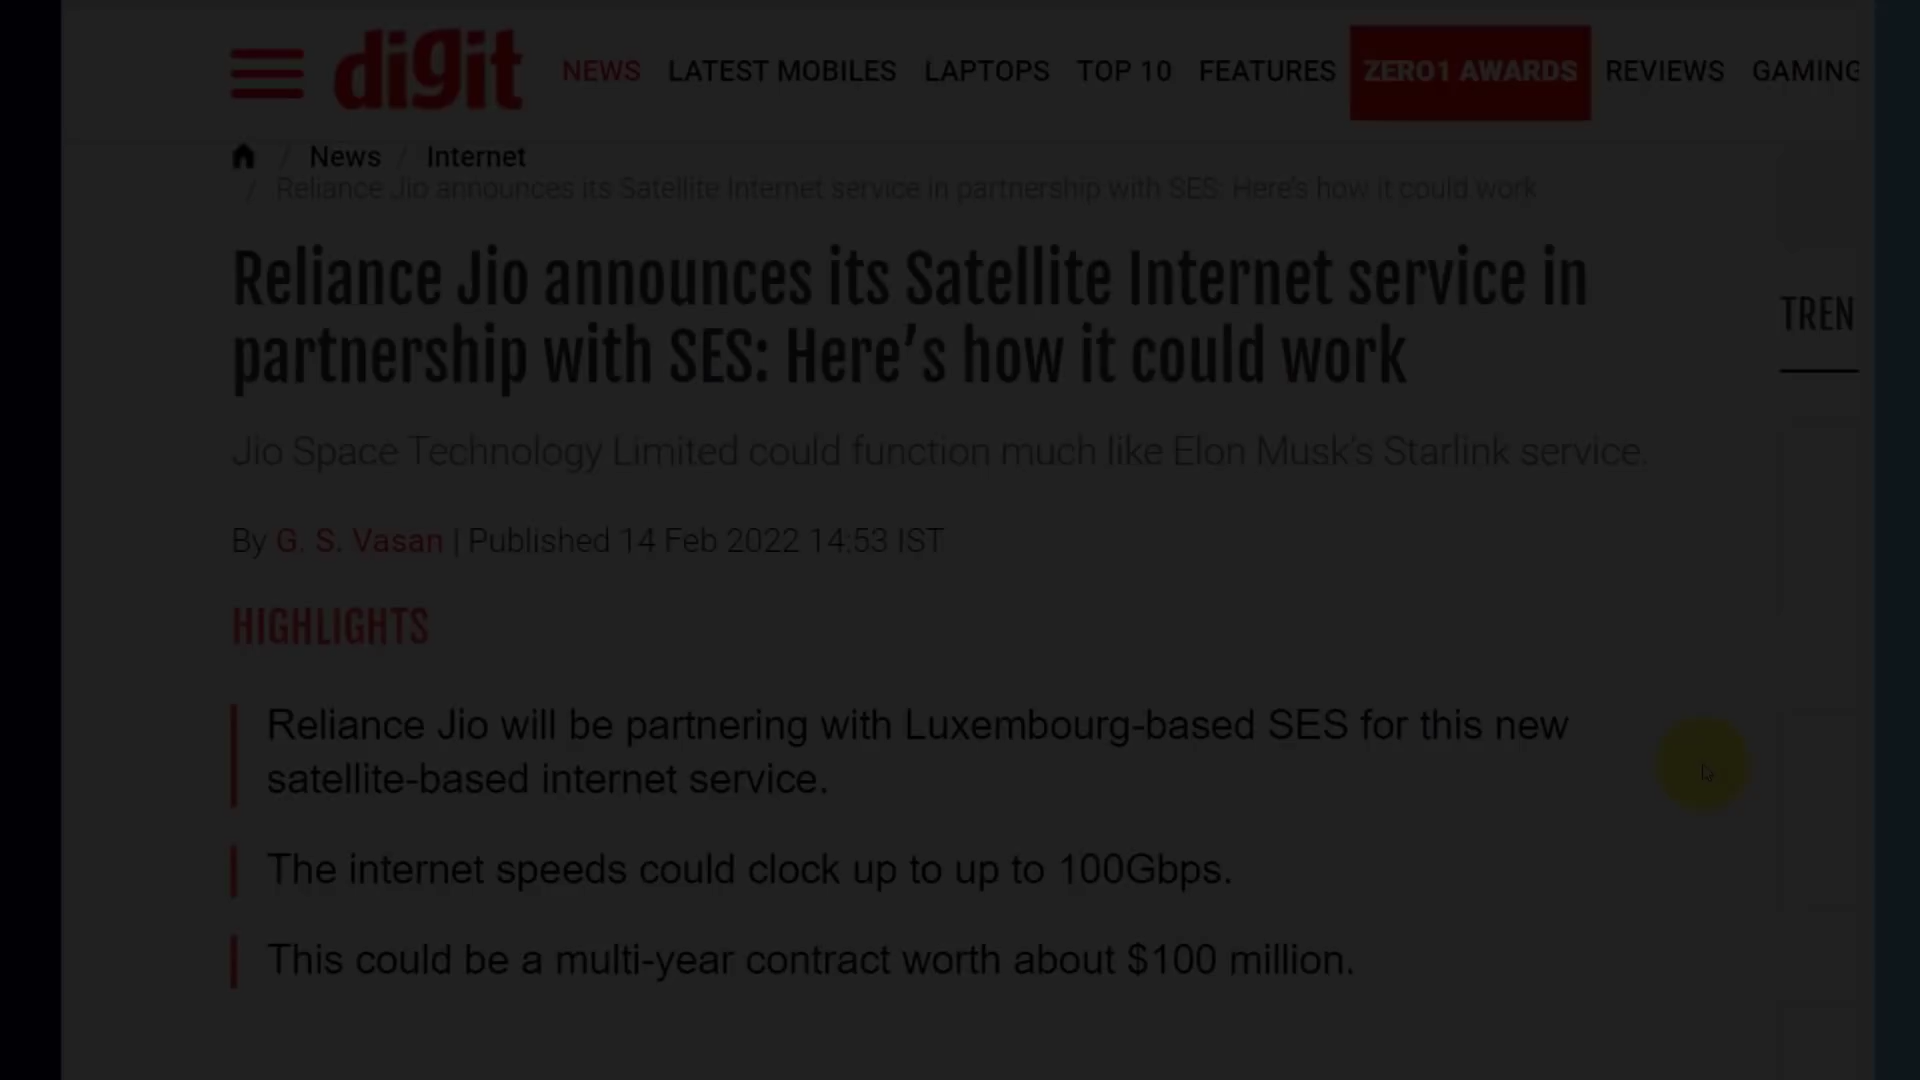 digit NEWS LATEST MOBILES LAPTOPS TOP 10 FEATURES ZERO1 AWARDS REVIEWS GAMING
/ News / Internet
/ Reliance Jio announces its Satellite Internet service in partnership with SES: Here's how it could work
Reliance Jio announces its Satellite Internet service in
partnership with SES: Here’s how it could work
TREN
Jio Space Technology Limited could function much like Elon Musk's Starlink service.
By G. S. Vasan | Published 14 Feb 2022 14:53 IST
HIGHLIGHTS
Reliance Jio will be partnering with Luxembourg-based SES for this new
satellite-based internet service.
The internet speeds could clock up to up to 100Gbps.
This could be a multi-year contract worth about $100 million.